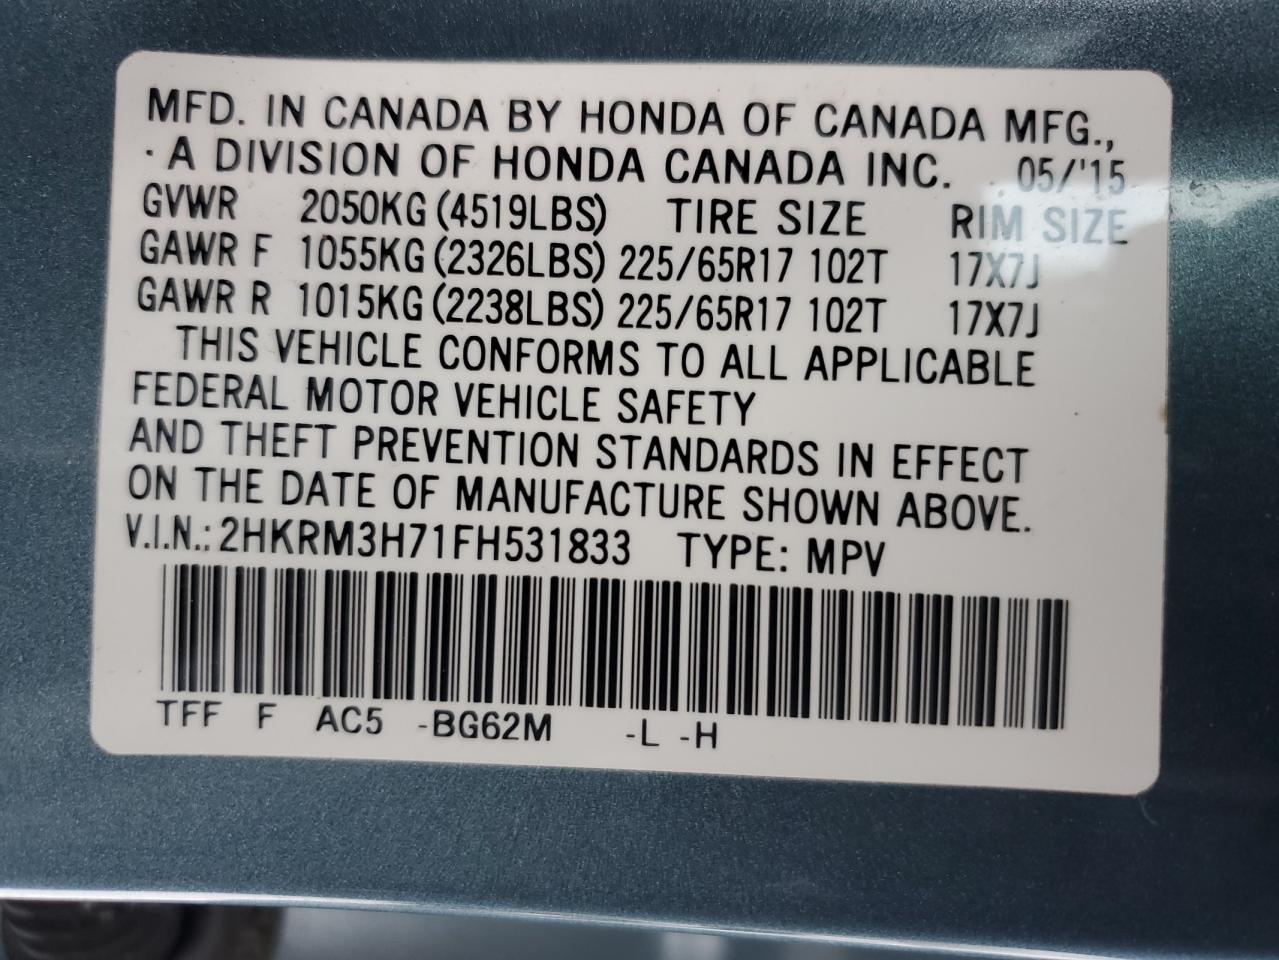 MFD. IN CANADA BY HONDA OF CANADA MFG.,
· A DIVISION OF HONDA CANADA INC. 05/'15
GVWR 2050KG (4519LBS) TIRE SIZE RIM SIZE
GAWR F 1055KG (2326LBS) 225/65R17 102T 17X7J
GAWR R 1015KG (2238LBS) 225/65R17 102T 17X7J
THIS VEHICLE CONFORMS TO ALL APPLICABLE
FEDERAL MOTOR VEHICLE SAFETY
AND THEFT PREVENTION STANDARDS IN EFFECT
ON THE DATE OF MANUFACTURE SHOWN ABOVE.
V.I.N.: 2HKRM3H71FH531833 TYPE: MPV
TFF F AC5 -BG62M -L -H